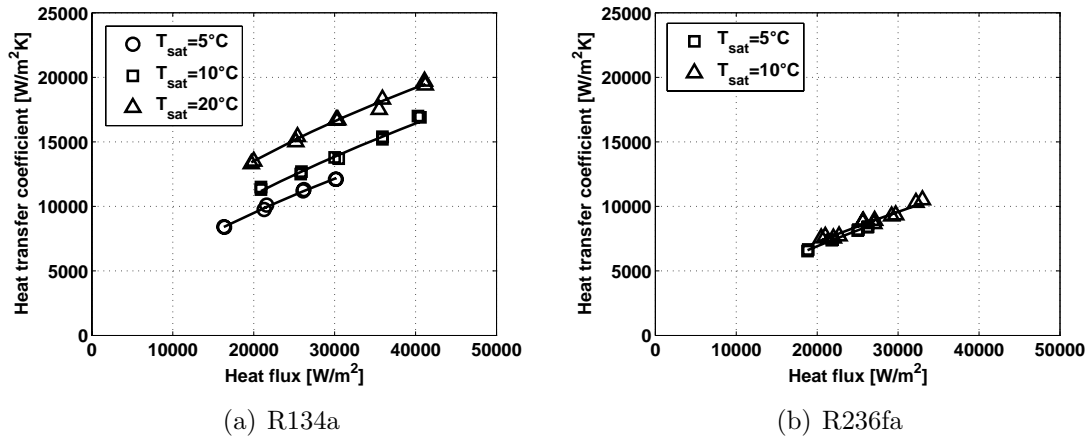 25000
20000
15000
10000
5000
0
Heat transfer coefficient [W/m²K]
T_sat=5°C
T_sat=10°C
T_sat=20°C
0 10000 20000 30000 40000 50000
Heat flux [W/m²]
(a) R134a
25000
20000
15000
10000
5000
0
Heat transfer coefficient [W/m²K]
T_sat=5°C
T_sat=10°C
0 10000 20000 30000 40000 50000
Heat flux [W/m²]
(b) R236fa